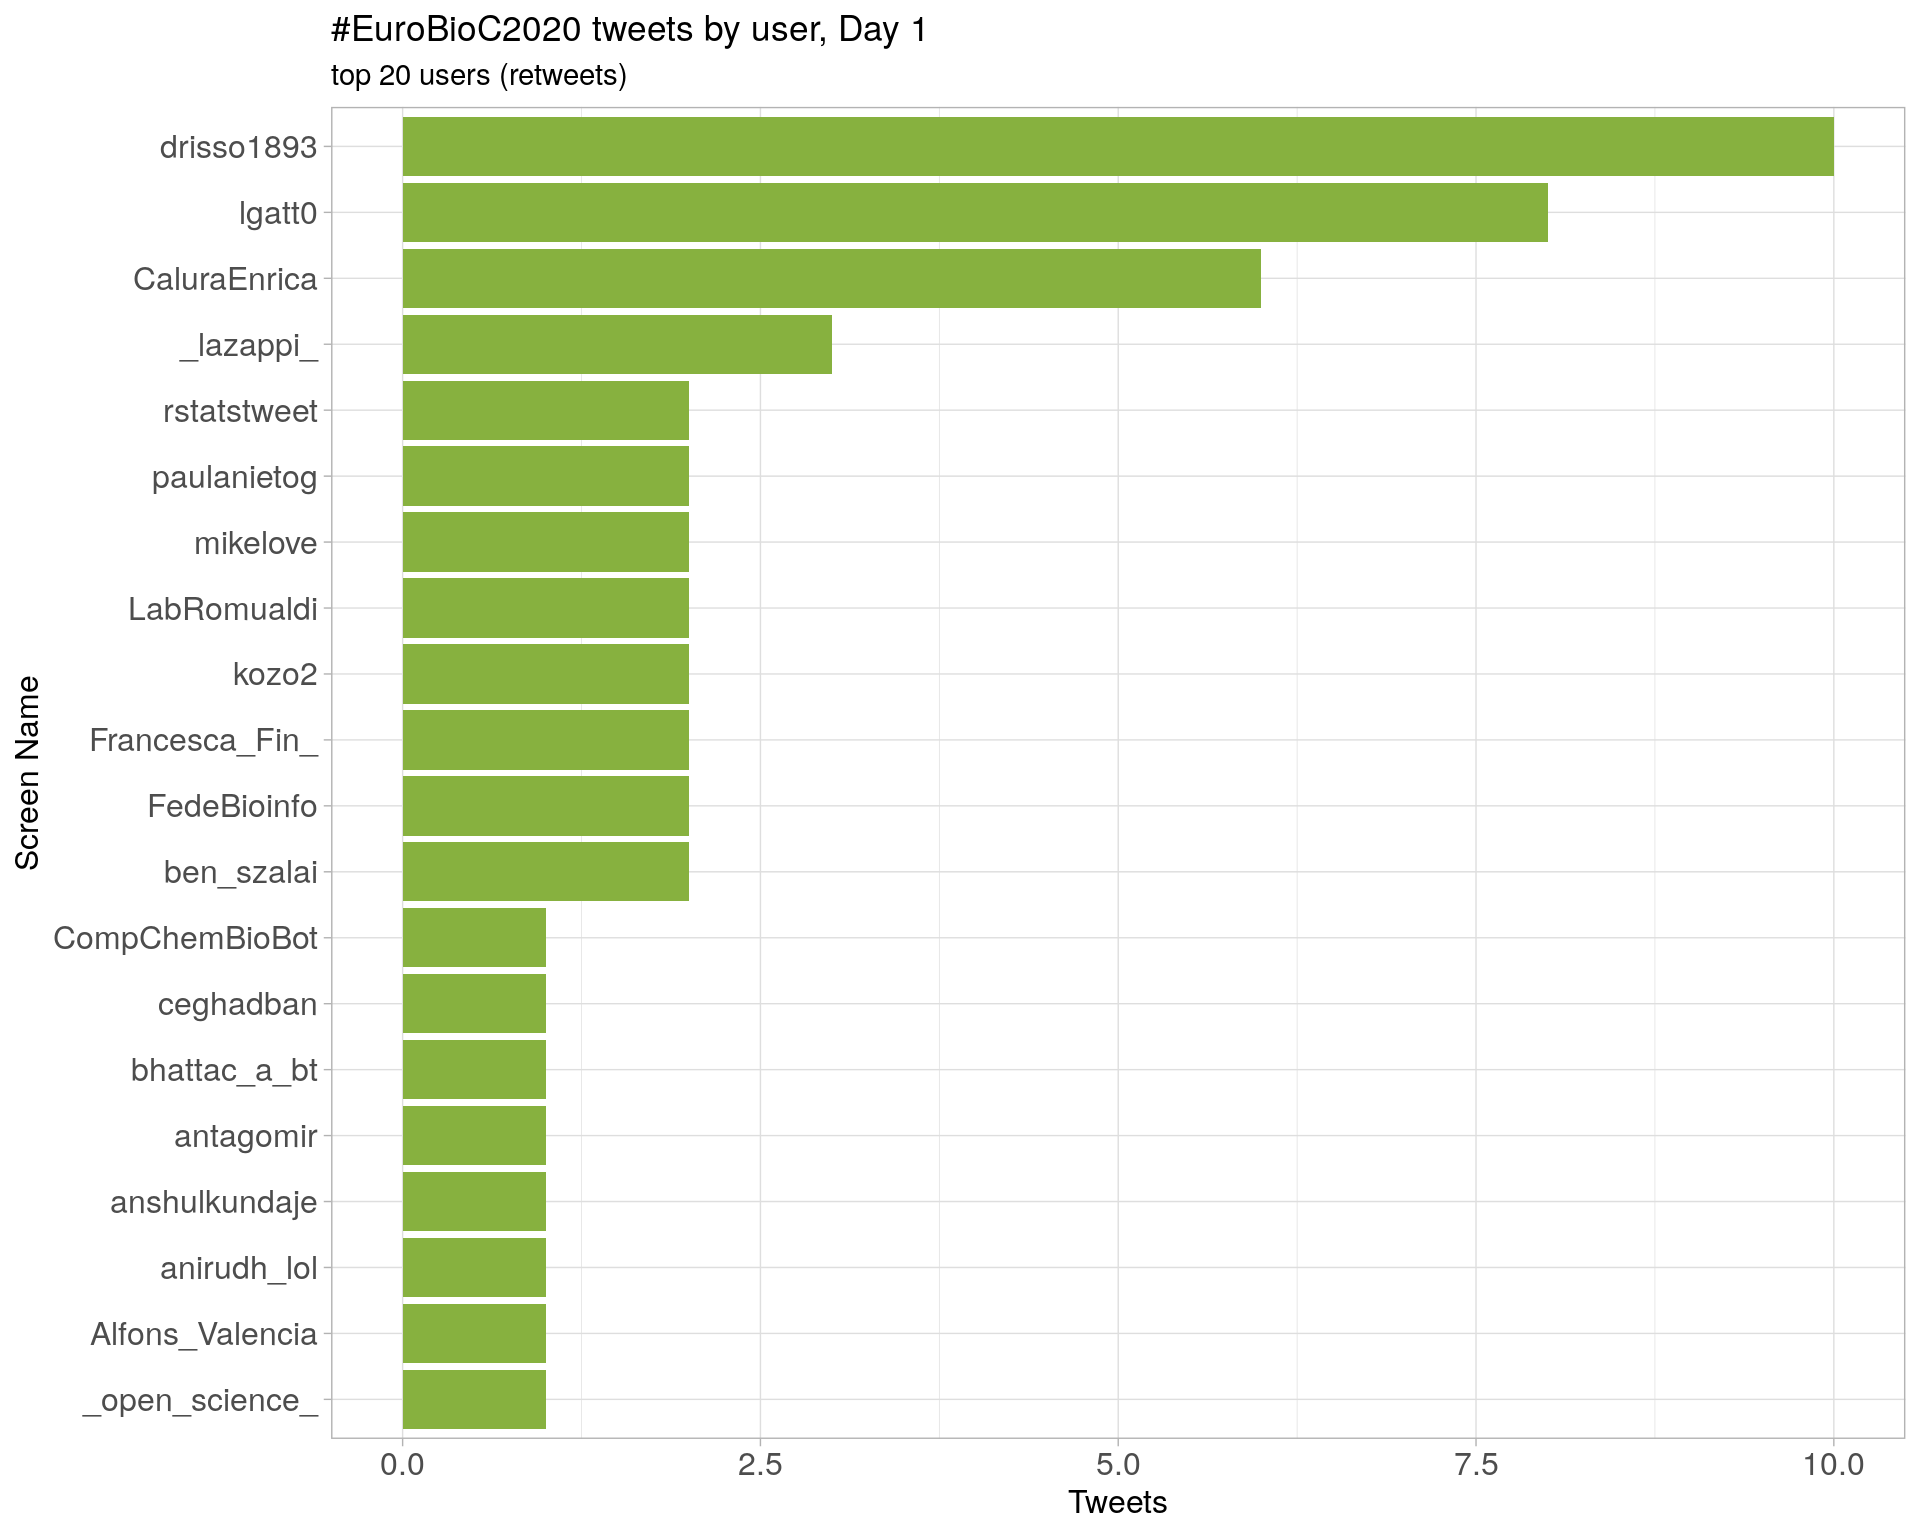 #EuroBioC2020 tweets by user, Day 1
top 20 users (retweets)
drisso1893
lgatt0
CaluraEnrica
_lazappi_
rstatstweet
paulanietog
mikelove
LabRomualdi
kozo2
Francesca_Fin_
FedeBioinfo
ben_szalai
CompChemBioBot
ceghadban
bhattac_a_bt
antagomir
anshulkundaje
anirudh_lol
Alfons_Valencia
_open_science_
Screen Name
0.0 2.5 5.0 7.5 10.0
Tweets